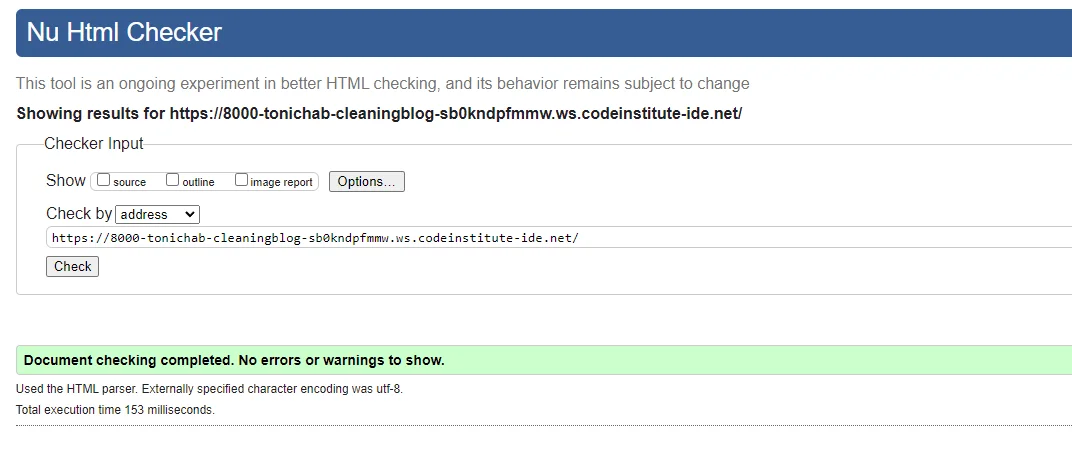 Nu Html Checker
This tool is an ongoing experiment in better HTML checking, and its behavior remains subject to change
Showing results for https://8000-tonichab-cleaningblog-sb0kndpfmmw.ws.codeinstitute-ide.net/
Checker Input
Show source outline image report Options...
Check by address
https://8000-tonichab-cleaningblog-sb0kndpfmmw.ws.codeinstitute-ide.net/
Check
Document checking completed. No errors or warnings to show.
Used the HTML parser. Externally specified character encoding was utf-8.
Total execution time 153 milliseconds.